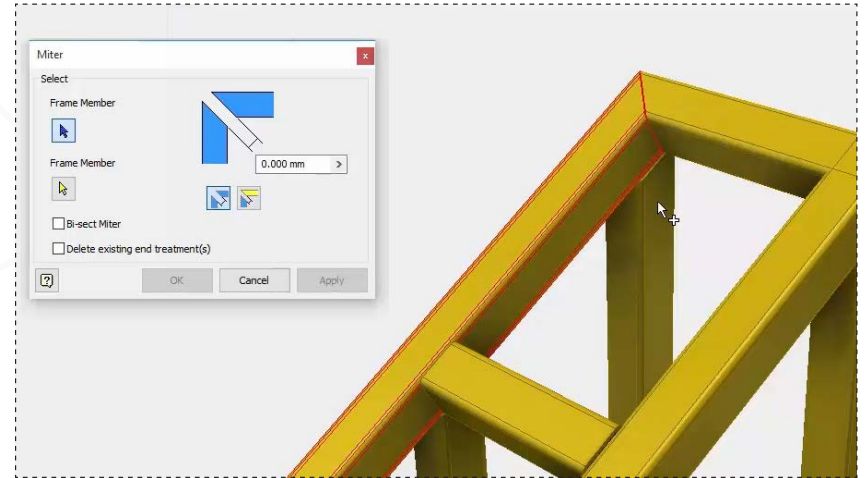 Miter
x
Select
Frame Member
0.000 mm >
Frame Member
Bi-sect Miter
Delete existing end treatment(s)
? OK Cancel Apply